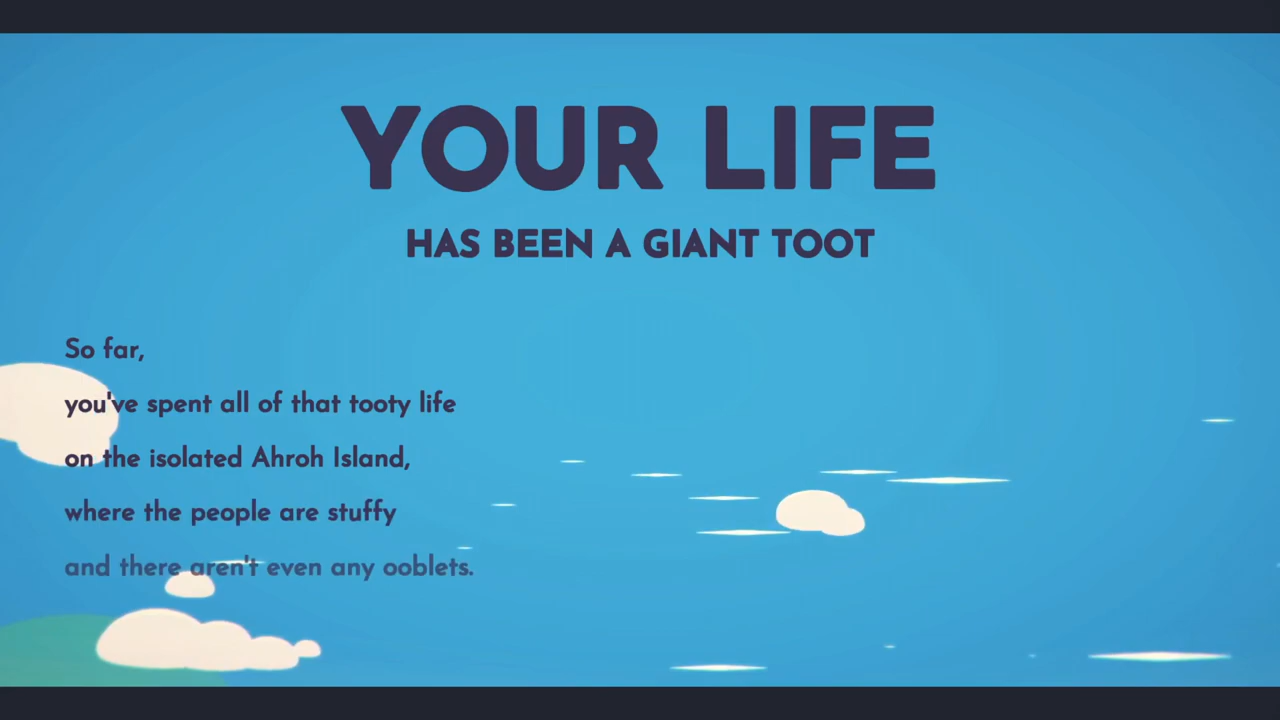 YOUR LIFE
HAS BEEN A GIANT TOOT
So far,
you've spent all of that tooty life
on the isolated Ahroh Island,
where the people are stuffy
and there aren't even any ooblets.